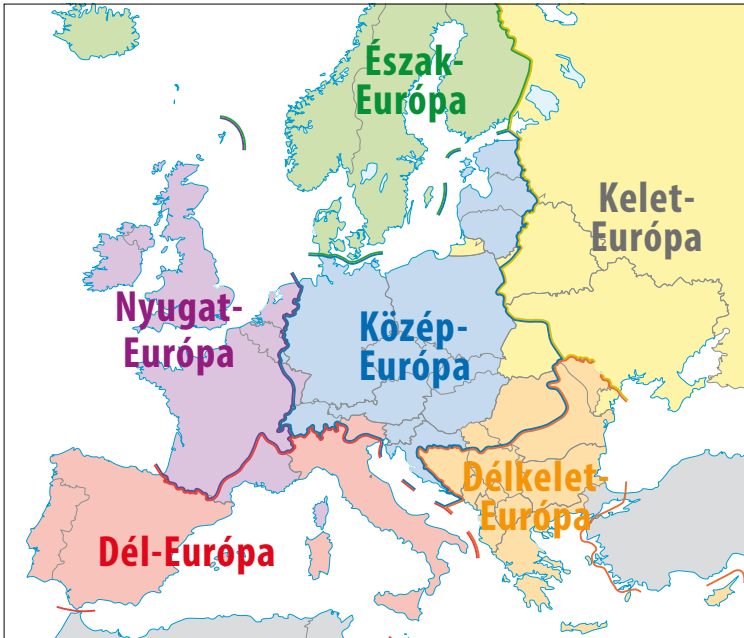 Észak-
Európa
Kelet-
Európa
Nyugat-
Európa
Közép-
Európa
Délkelet-
Európa
Dél-Európa